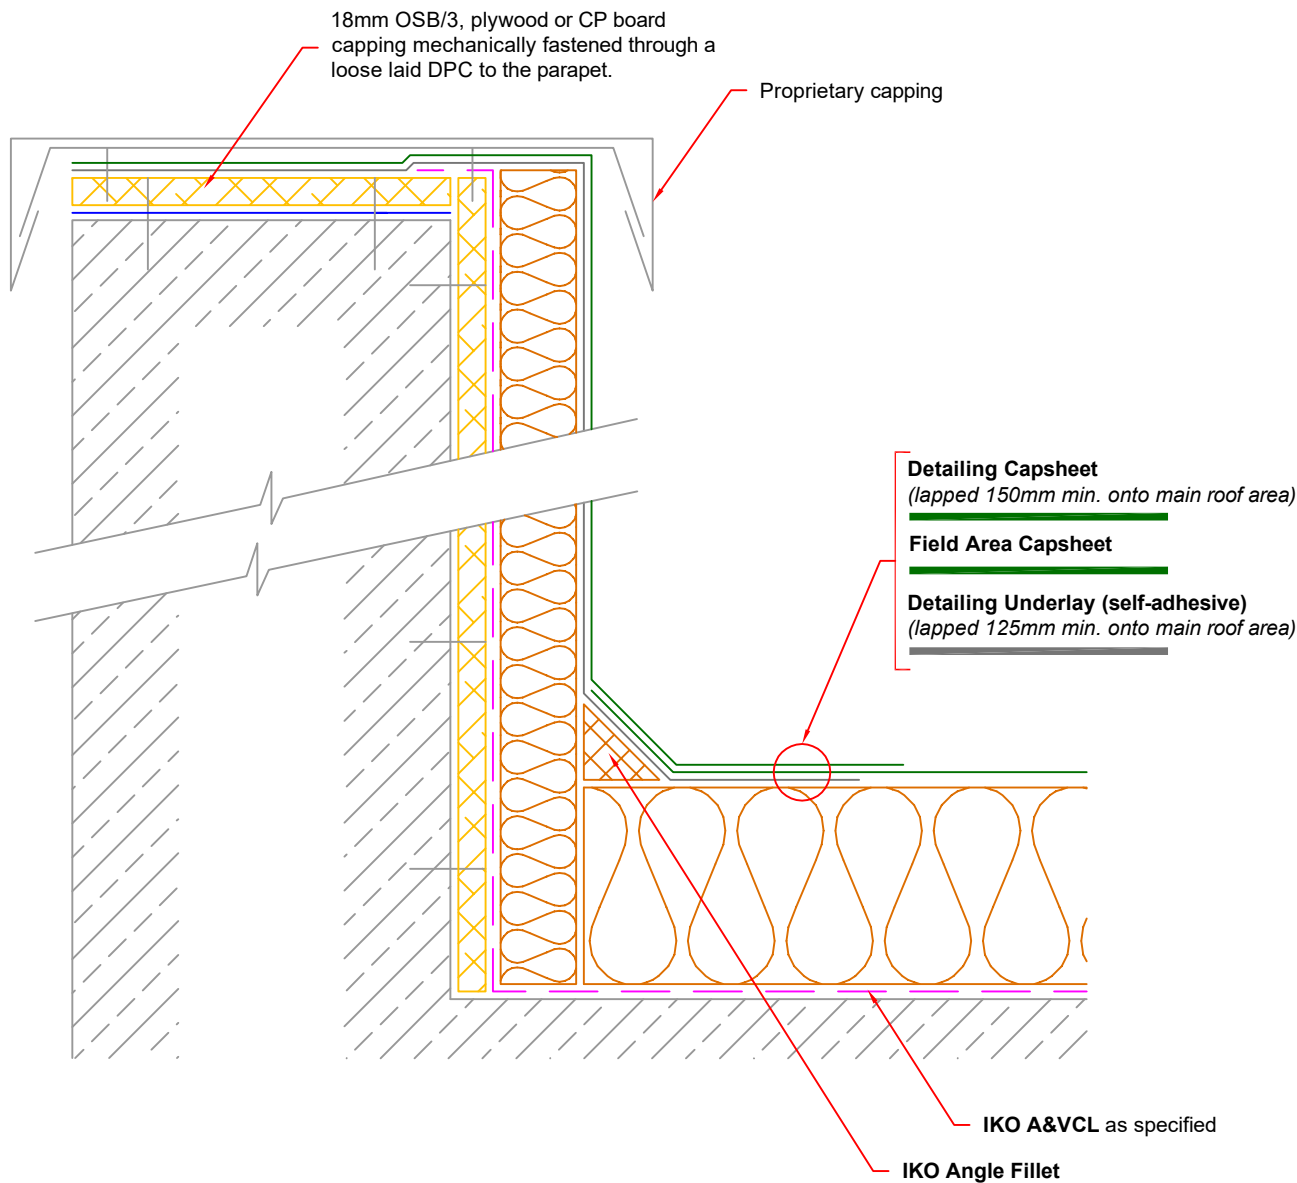 18mm OSB/3, plywood or CP board
capping mechanically fastened through a
loose laid DPC to the parapet.
Proprietary capping
Detailing Capsheet
(lapped 150mm min. onto main roof area)
Field Area Capsheet
Detailing Underlay (self-adhesive)
(lapped 125mm min. onto main roof area)
IKO A&VCL as specified
IKO Angle Fillet